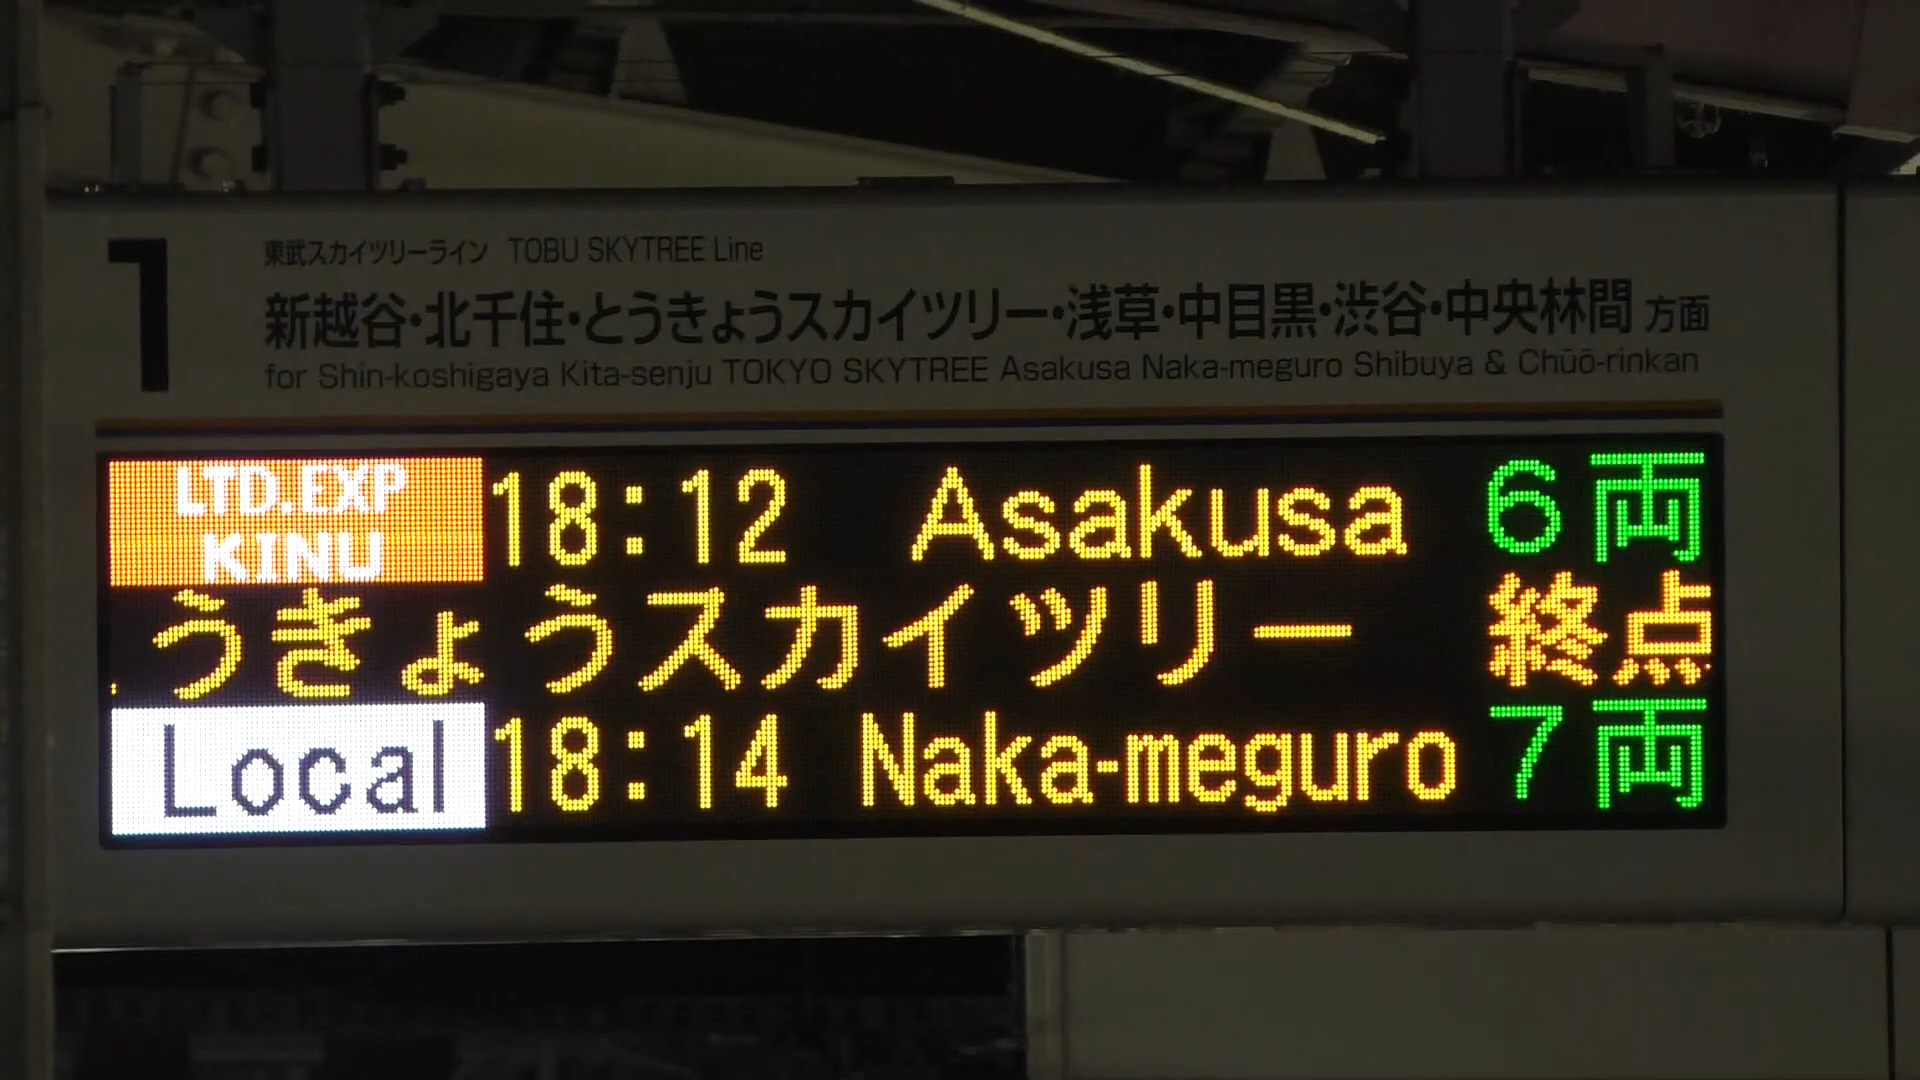 1
東武スカイツリーライン TOBU SKYTREE Line
新越谷・北千住・とうきょうスカイツリー・浅草・中目黒・渋谷・中央林間 方面
for Shin-koshigaya Kita-senju TOKYO SKYTREE Asakusa Naka-meguro Shibuya & Chūō-rinkan
LTD.EXP KINU 18:12 Asakusa 6両
うきょうスカイツリー 終点
Local 18:14 Naka-meguro 7両